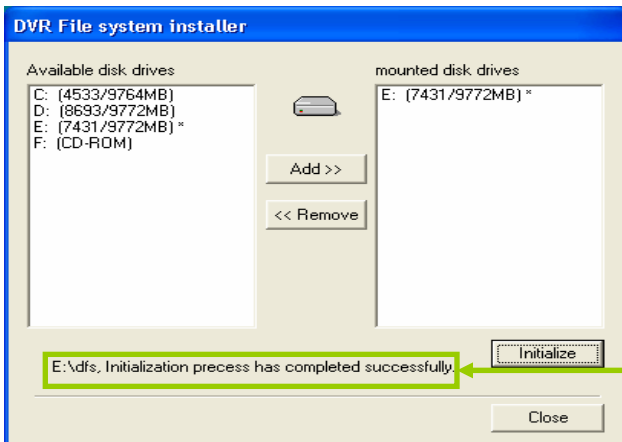 DVR File system installer
Available disk drives
mounted disk drives
C: (4533/9764MB)
D: (8693/9772MB)
E: (7431/9772MB) *
F: (CD-ROM)
E: (7431/9772MB) *
Add >>
<< Remove
Initialize
E:\dfs, Initialization precess has completed successfully.
Close